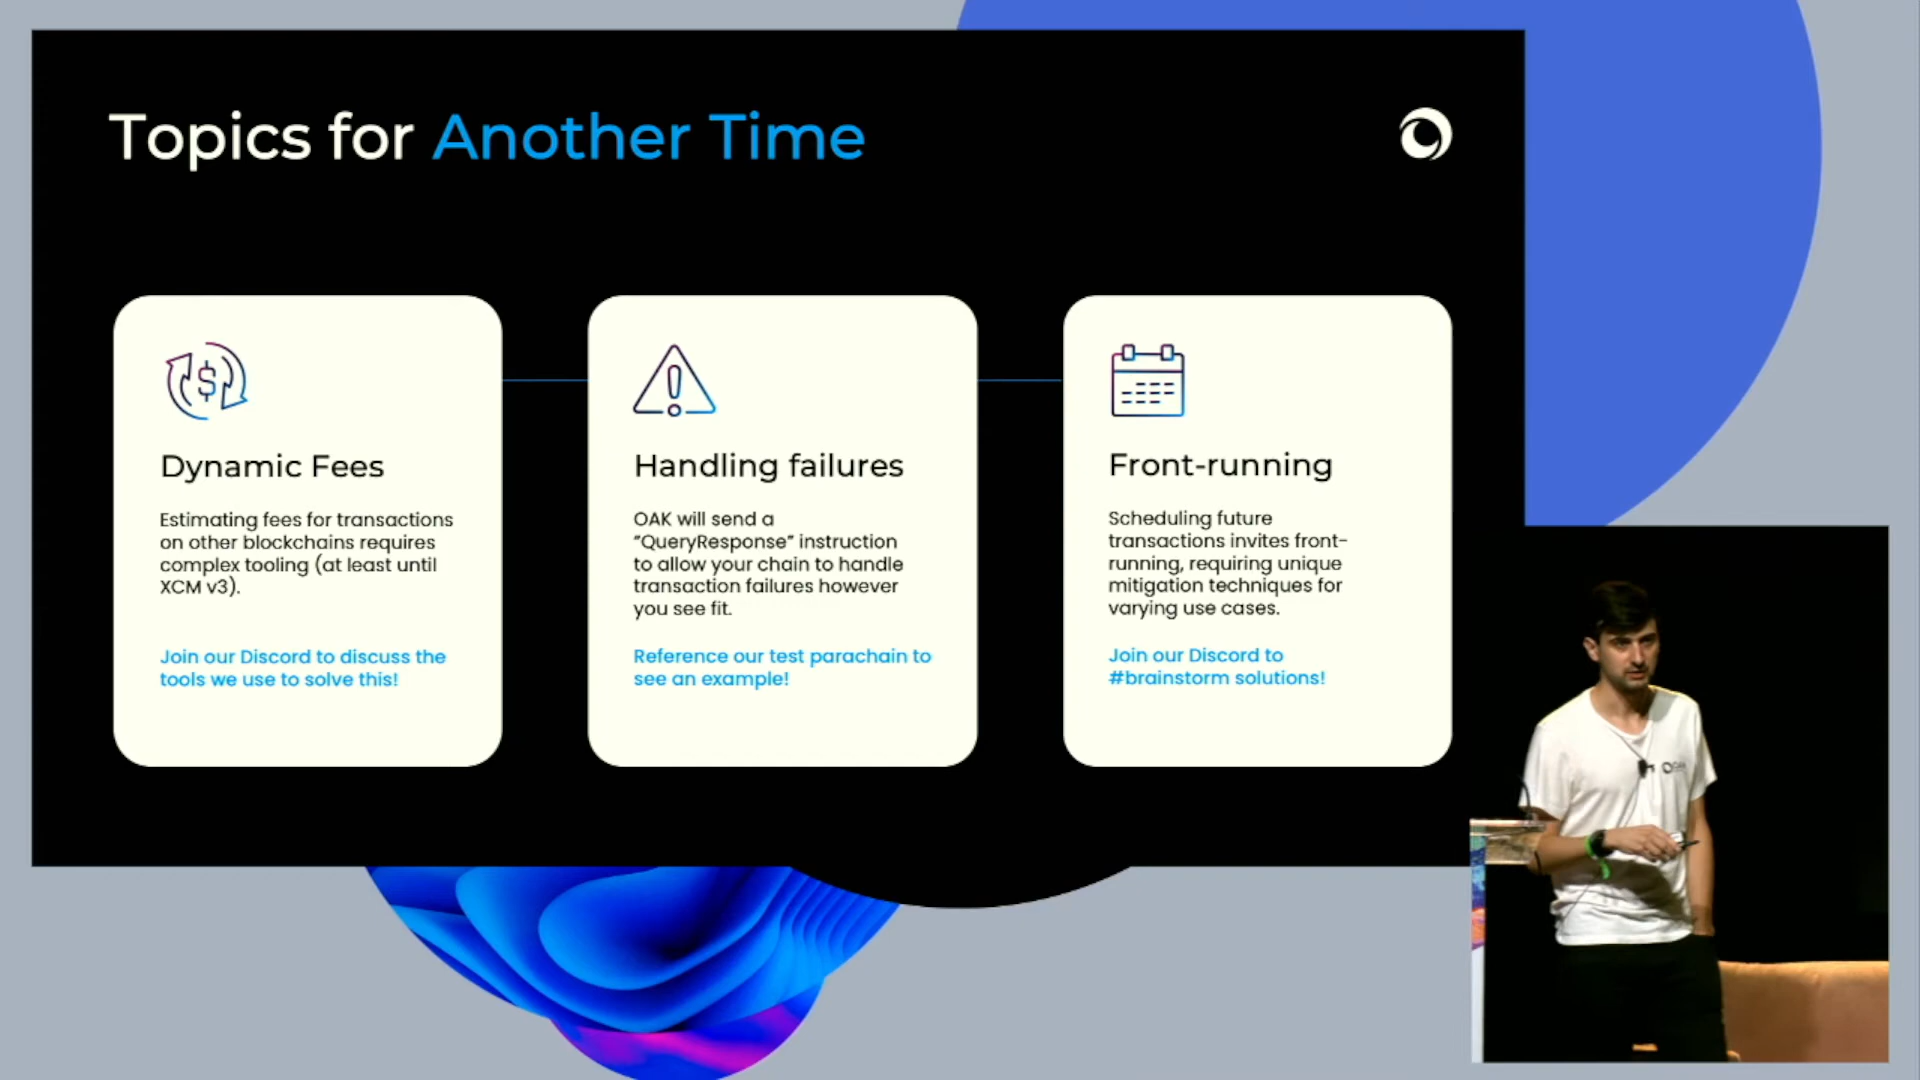 Topics for Another Time
Dynamic Fees
Estimating fees for transactions
on other blockchains requires
complex tooling (at least until
XCM v3).
Join our Discord to discuss the
tools we use to solve this!
Handling failures
OAK will send a
“QueryResponse” instruction
to allow your chain to handle
transaction failures however
you see fit.
Reference our test parachain to
see an example!
Front-running
Scheduling future
transactions invites front-
running, requiring unique
mitigation techniques for
varying use cases.
Join our Discord to
#brainstorm solutions!